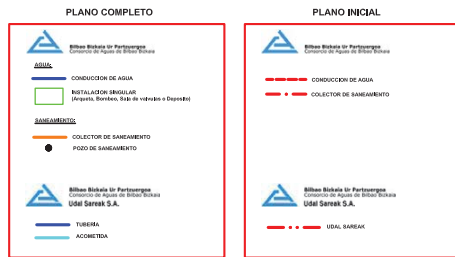 PLANO COMPLETO
Bilbao Bizkaia Ur Partzuergoa
Consorcio de Aguas de Bilbao Bizkaia
AGUA:
CONDUCCION DE AGUA
INSTALACION SINGULAR
(Arqueta, Bombeo, Sala de valvulas o Deposito)
SANEAMIENTO:
COLECTOR DE SANEAMIENTO
POZO DE SANEAMIENTO
Bilbao Bizkaia Ur Partzuergoa
Consorcio de Aguas de Bilbao Bizkaia
Udal Sareak S.A.
TUBERÍA
ACOMETIDA
PLANO INICIAL
Bilbao Bizkaia Ur Partzuergoa
Consorcio de Aguas de Bilbao Bizkaia
CONDUCCION DE AGUA
COLECTOR DE SANEAMIENTO
Bilbao Bizkaia Ur Partzuergoa
Consorcio de Aguas de Bilbao Bizkaia
Udal Sareak S.A.
UDAL SAREAK